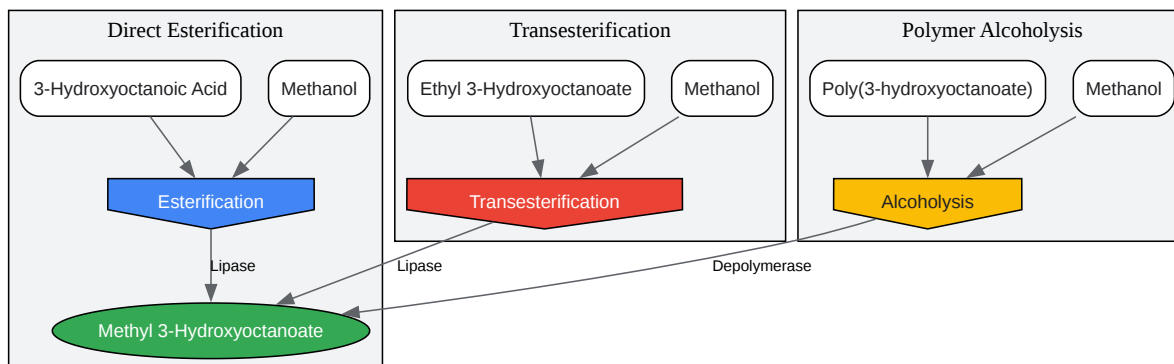 Direct Esterification
Transesterification
Polymer Alcoholysis
3-Hydroxyoctanoic Acid
Methanol
Ethyl 3-Hydroxyoctanoate
Methanol
Poly(3-hydroxyoctanoate)
Methanol
Esterification
Transesterification
Alcoholysis
Lipase
Lipase
Depolymerase
Methyl 3-Hydroxyoctanoate